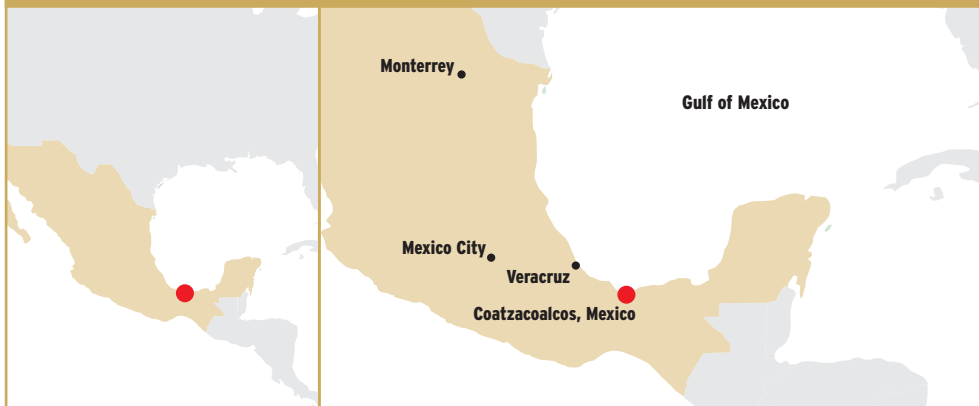 Monterrey
Gulf of Mexico
Mexico City
Veracruz
Coatzacoalcos, Mexico